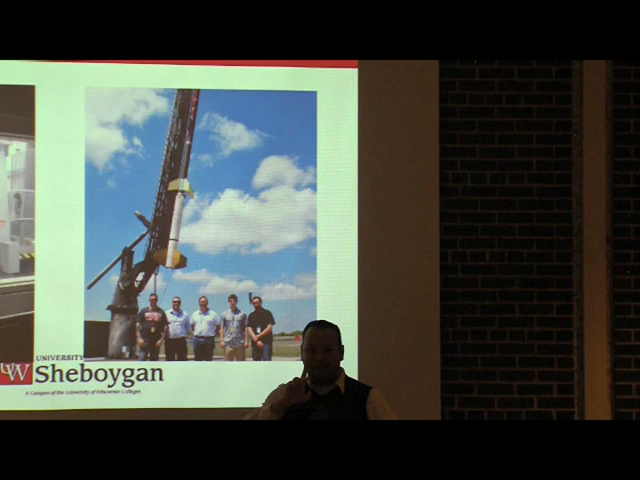 UNIVERSITY
UW Sheboygan
A Campus of the University of Wisconsin Colleges